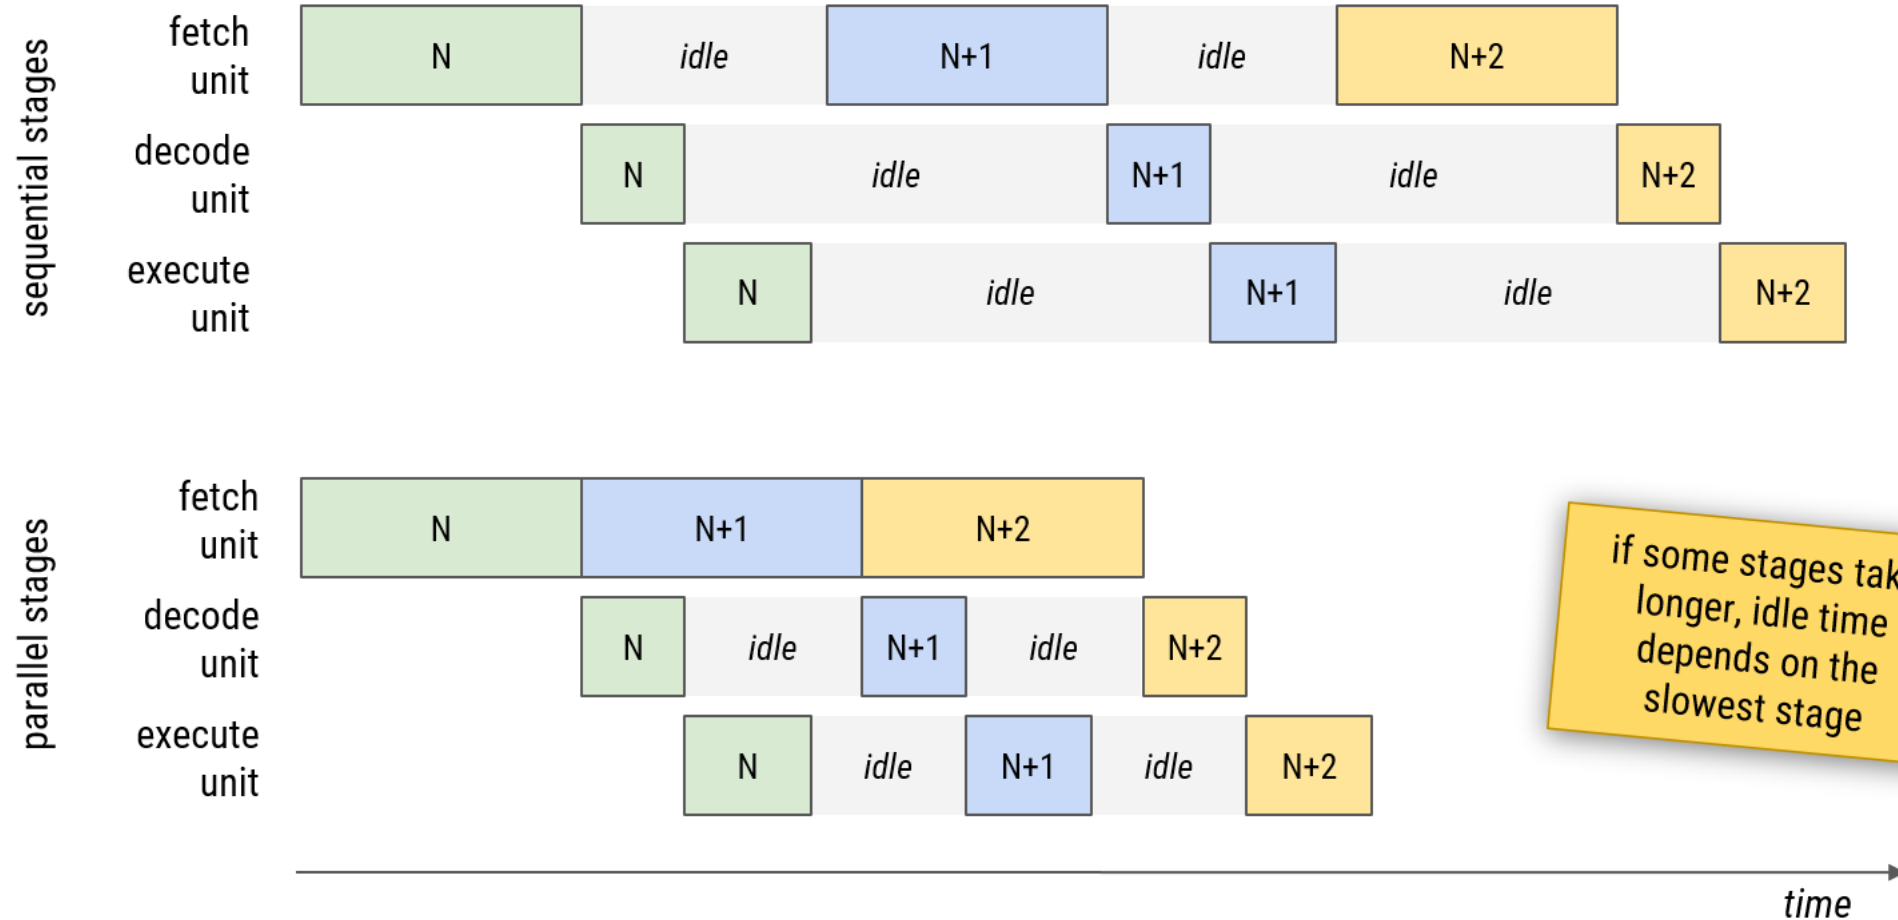 sequential stages
fetch
unit
N
idle
N+1
idle
N+2
decode
unit
N
idle
N+1
idle
N+2
execute
unit
N
idle
N+1
idle
N+2
parallel stages
fetch
unit
N
N+1
N+2
decode
unit
N
idle
N+1
idle
N+2
execute
unit
N
idle
N+1
idle
N+2
if some stages tak
longer, idle time
depends on the
slowest stage
time